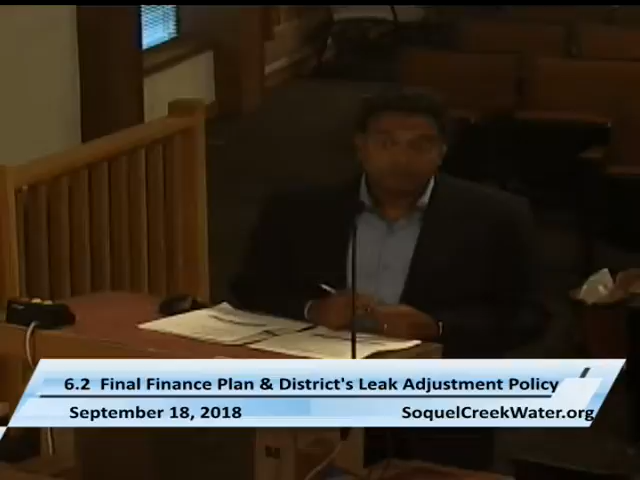 6.2 Final Finance Plan & District's Leak Adjustment Policy
September 18, 2018 SoquelCreekWater.org